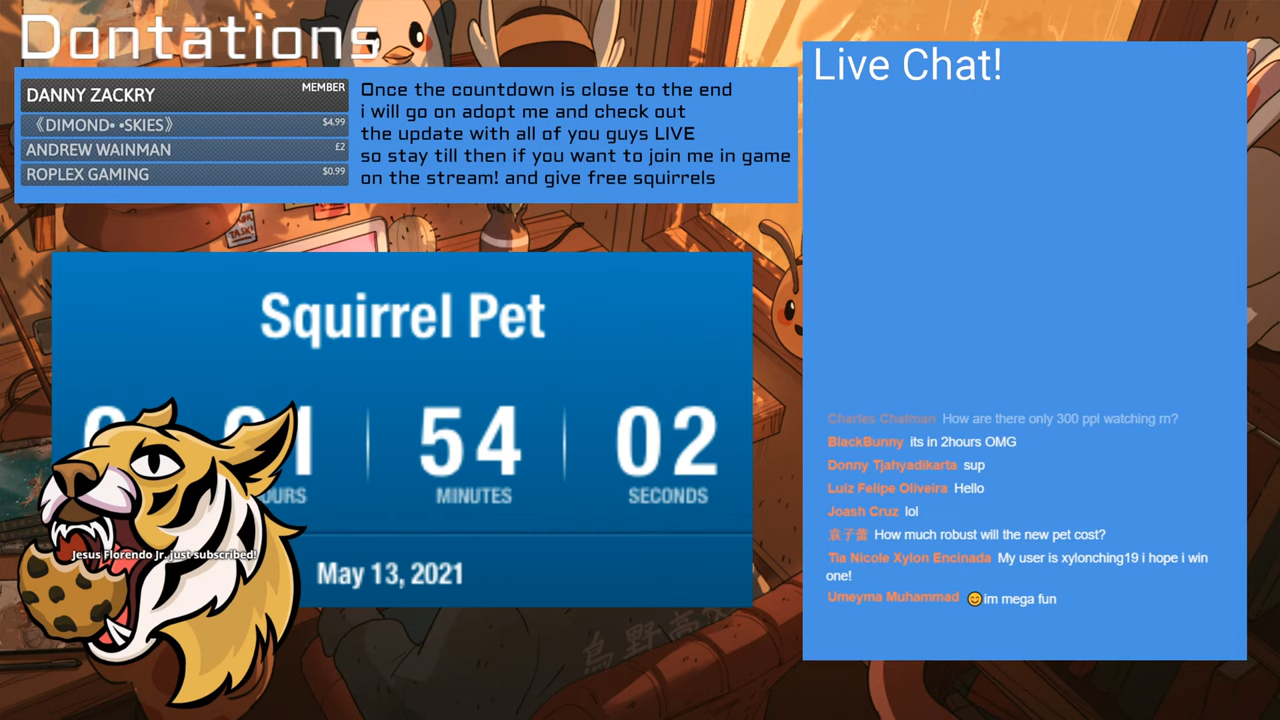 Dontations
DANNY ZACKRY MEMBER
《DIMOND• •SKIES》 $4.99
ANDREW WAINMAN £2
ROPLEX GAMING $0.99
Once the countdown is close to the end
i will go on adopt me and check out
the update with all of you guys LIVE
so stay till then if you want to join me in game
on the stream! and give free squirrels
Squirrel Pet
54 02
MINUTES SECONDS
May 13, 2021
Jesus Florendo Jr. just subscribed!
Live Chat!
Charles Chatman How are there only 300 ppl watching rn?
BlackBunny its in 2hours OMG
Donny Tjahyadikarta sup
Luiz Felipe Oliveira Hello
Joash Cruz lol
袁子蕾 How much robust will the new pet cost?
Tia Nicole Xylon Encinada My user is xylonching19 i hope i win
one!
Umeyma Muhammad 😊im mega fun
烏野高